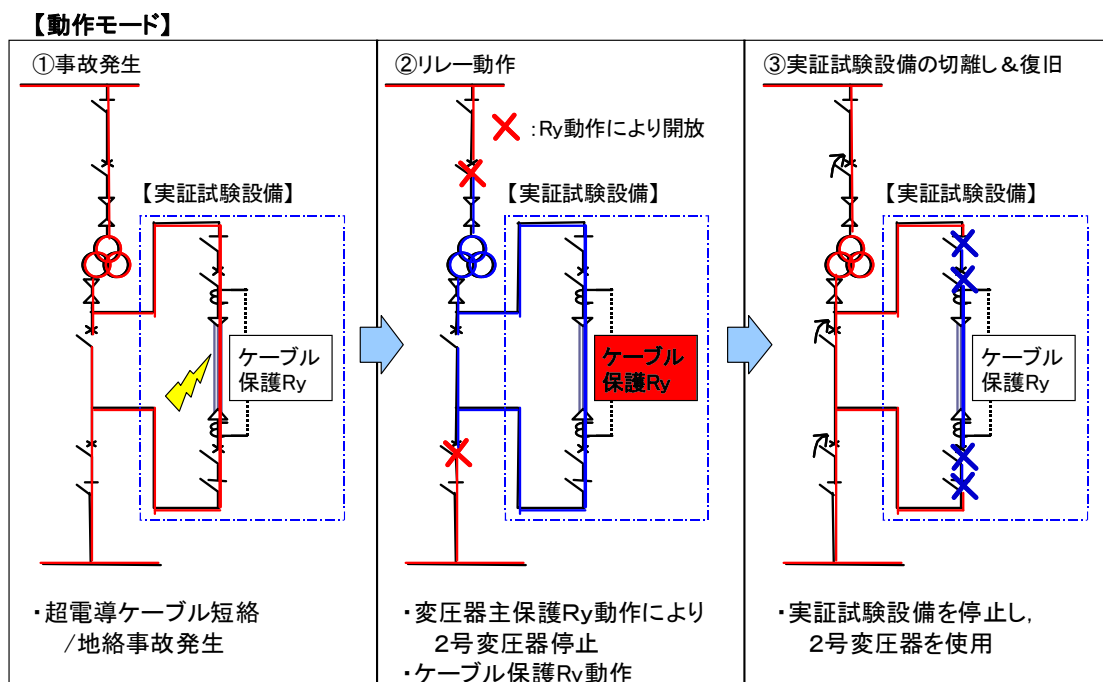 【動作モード】
①事故発生
【実証試験設備】
ケーブル
保護Ry
・超電導ケーブル短絡
/地絡事故発生
②リレー動作
:Ry動作により開放
【実証試験設備】
ケーブル
保護Ry
・変圧器主保護Ry動作により
2号変圧器停止
・ケーブル保護Ry動作
③実証試験設備の切離し&復旧
【実証試験設備】
ケーブル
保護Ry
・実証試験設備を停止し,
2号変圧器を使用